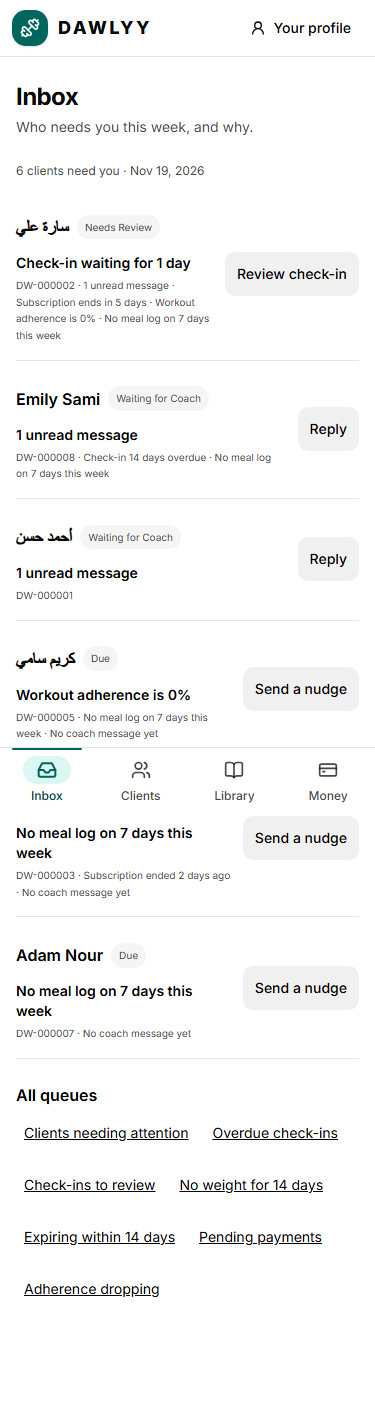 DAWLYY
Your profile
Inbox
Who needs you this week, and why.
6 clients need you · Nov 19, 2026
سارة علي
Needs Review
Check-in waiting for 1 day
DW-000002 · 1 unread message ·
Subscription ends in 5 days · Workout
adherence is 0% · No meal log on 7 days
this week
Review check-in
Emily Sami
Waiting for Coach
1 unread message
DW-000008 · Check-in 14 days overdue · No meal log
on 7 days this week
Reply
أحمد حسن
Waiting for Coach
1 unread message
DW-000001
Reply
كريم سامي
Due
Workout adherence is 0%
DW-000005 · No meal log on 7 days this
week · No coach message yet
Send a nudge
Inbox
Clients
Library
Money
No meal log on 7 days this
week
DW-000003 · Subscription ended 2 days ago
· No coach message yet
Send a nudge
Adam Nour
Due
No meal log on 7 days this
week
DW-000007 · No coach message yet
Send a nudge
All queues
Clients needing attention
Overdue check-ins
Check-ins to review
No weight for 14 days
Expiring within 14 days
Pending payments
Adherence dropping